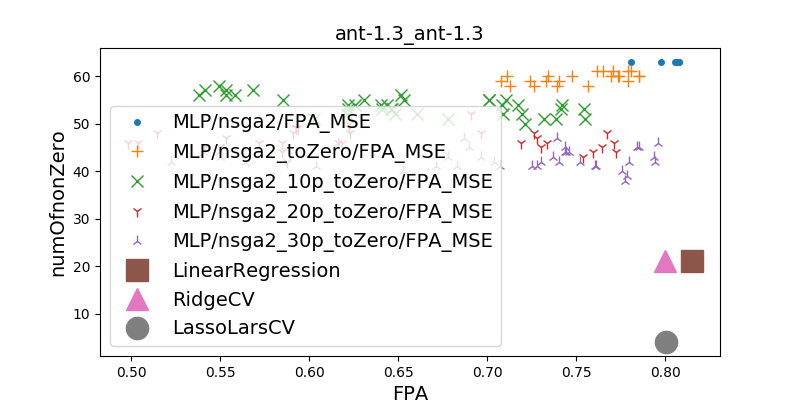 ant-1.3_ant-1.3
numOfnonZero
60
50
40
30
20
10
MLP/nsga2/FPA_MSE
MLP/nsga2_toZero/FPA_MSE
MLP/nsga2_10p_toZero/FPA_MSE
MLP/nsga2_20p_toZero/FPA_MSE
MLP/nsga2_30p_toZero/FPA_MSE
LinearRegression
RidgeCV
LassoLarsCV
0.50 0.55 0.60 0.65 0.70 0.75 0.80
FPA